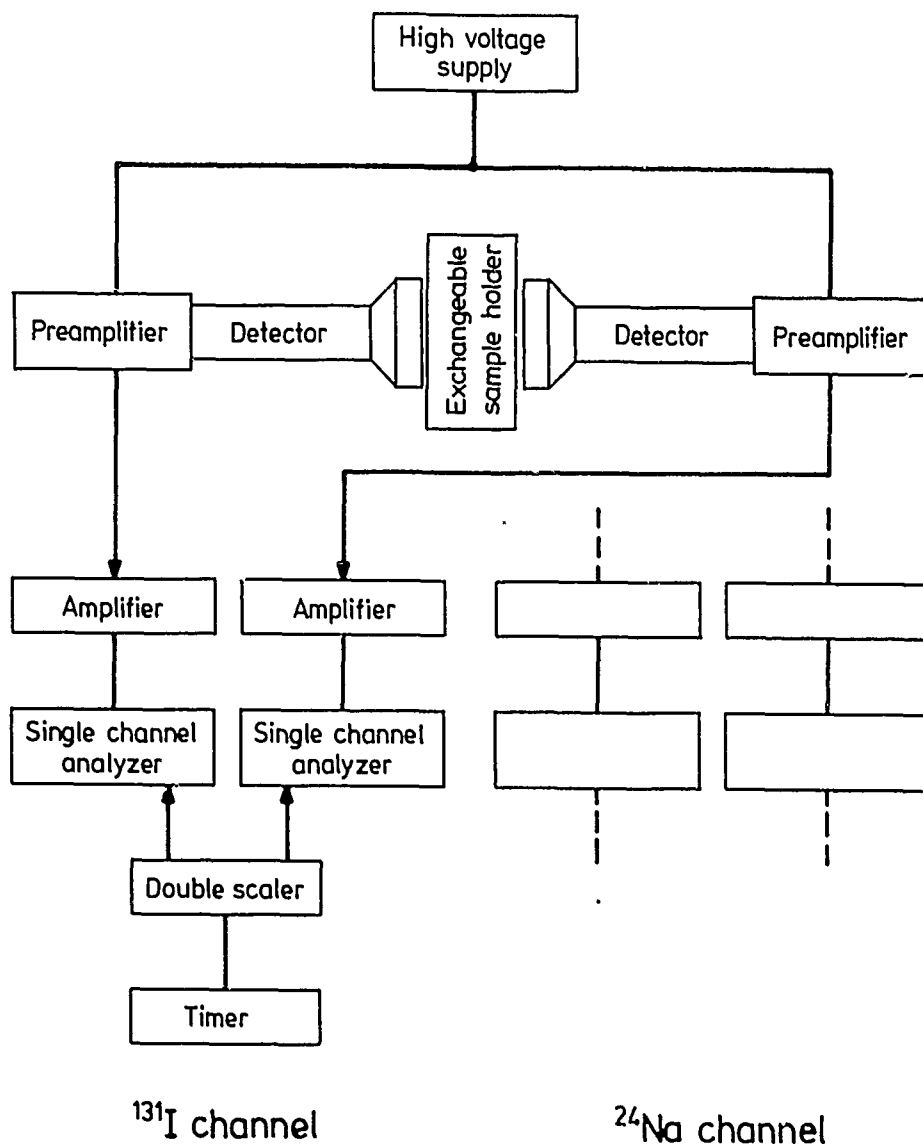 High voltage
supply
Preamplifier
Detector
Exchangeable
sample holder
Detector
Preamplifier
Amplifier
Amplifier
Single channel
analyzer
Single channel
analyzer
Double scaler
Timer
¹³¹I channel
²⁴Na channel